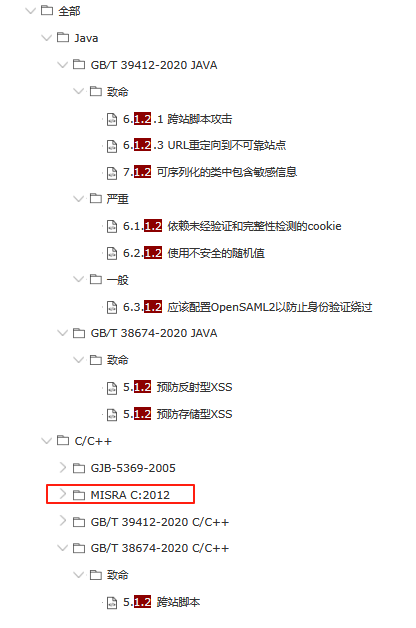 全部
Java
GB/T 39412-2020 JAVA
致命
6.1.2.1 跨站脚本攻击
6.1.2.3 URL重定向到不可靠站点
7.1.2 可序列化的类中包含敏感信息
严重
6.1.1.2 依赖未经验证和完整性检测的cookie
6.2.1.2 使用不安全的随机值
一般
6.3.1.2 应该配置OpenSAML2以防止身份验证绕过
GB/T 38674-2020 JAVA
致命
5.1.2 预防反射型XSS
5.1.2 预防存储型XSS
C/C++
GJB-5369-2005
MISRA C:2012
GB/T 39412-2020 C/C++
GB/T 38674-2020 C/C++
致命
5.1.2 跨站脚本